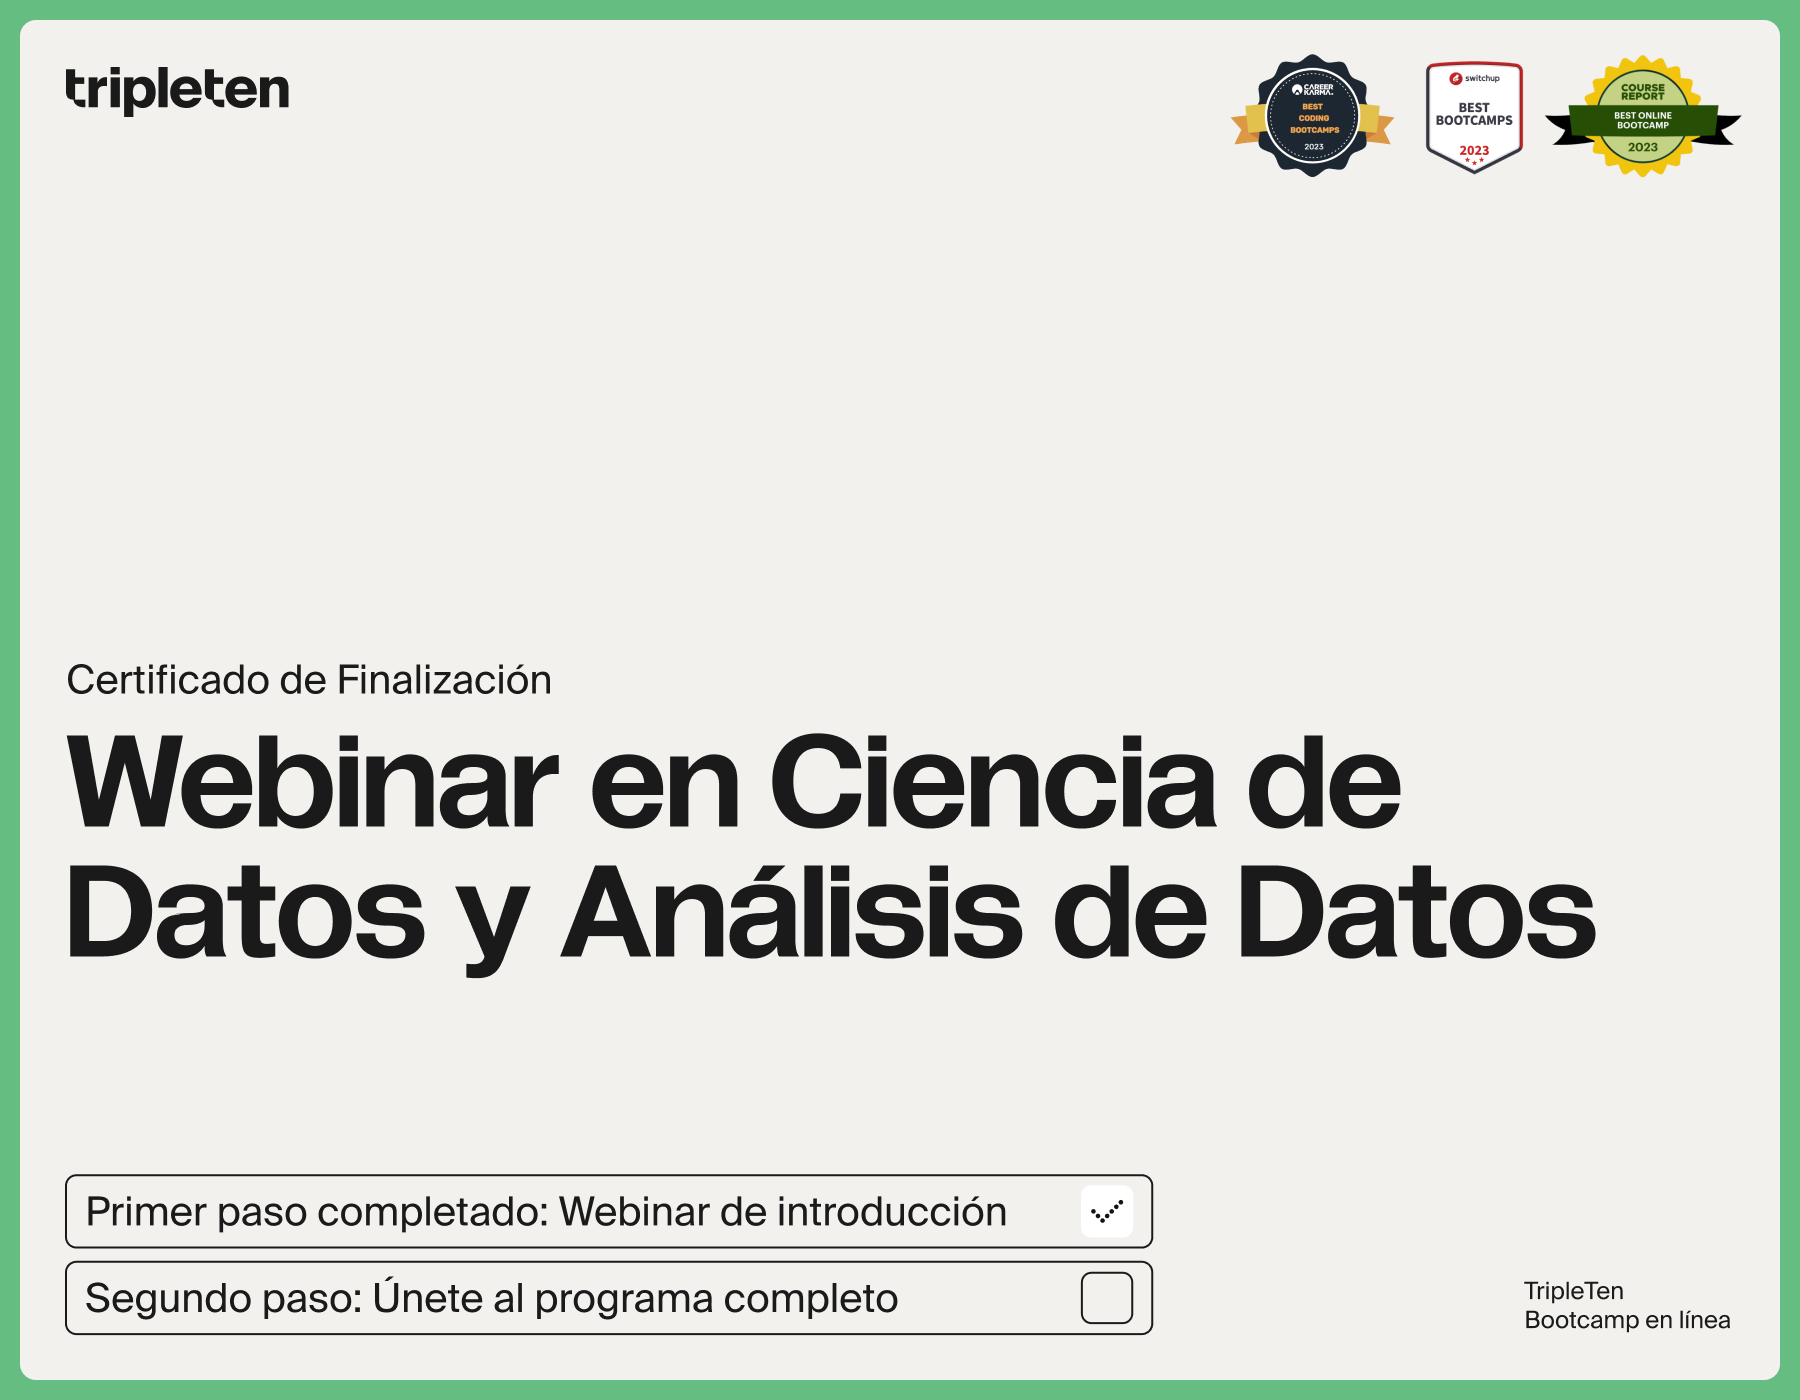 tripleten
CAREER
KARMA
BEST
CODING
BOOTCAMPS
2023
switchup
BEST
BOOTCAMPS
2023
COURSE
REPORT
BEST ONLINE
BOOTCAMP
2023
Certificado de Finalización
Webinar en Ciencia de
Datos y Análisis de Datos
Primer paso completado: Webinar de introducción
Segundo paso: Únete al programa completo
TripleTen
Bootcamp en línea